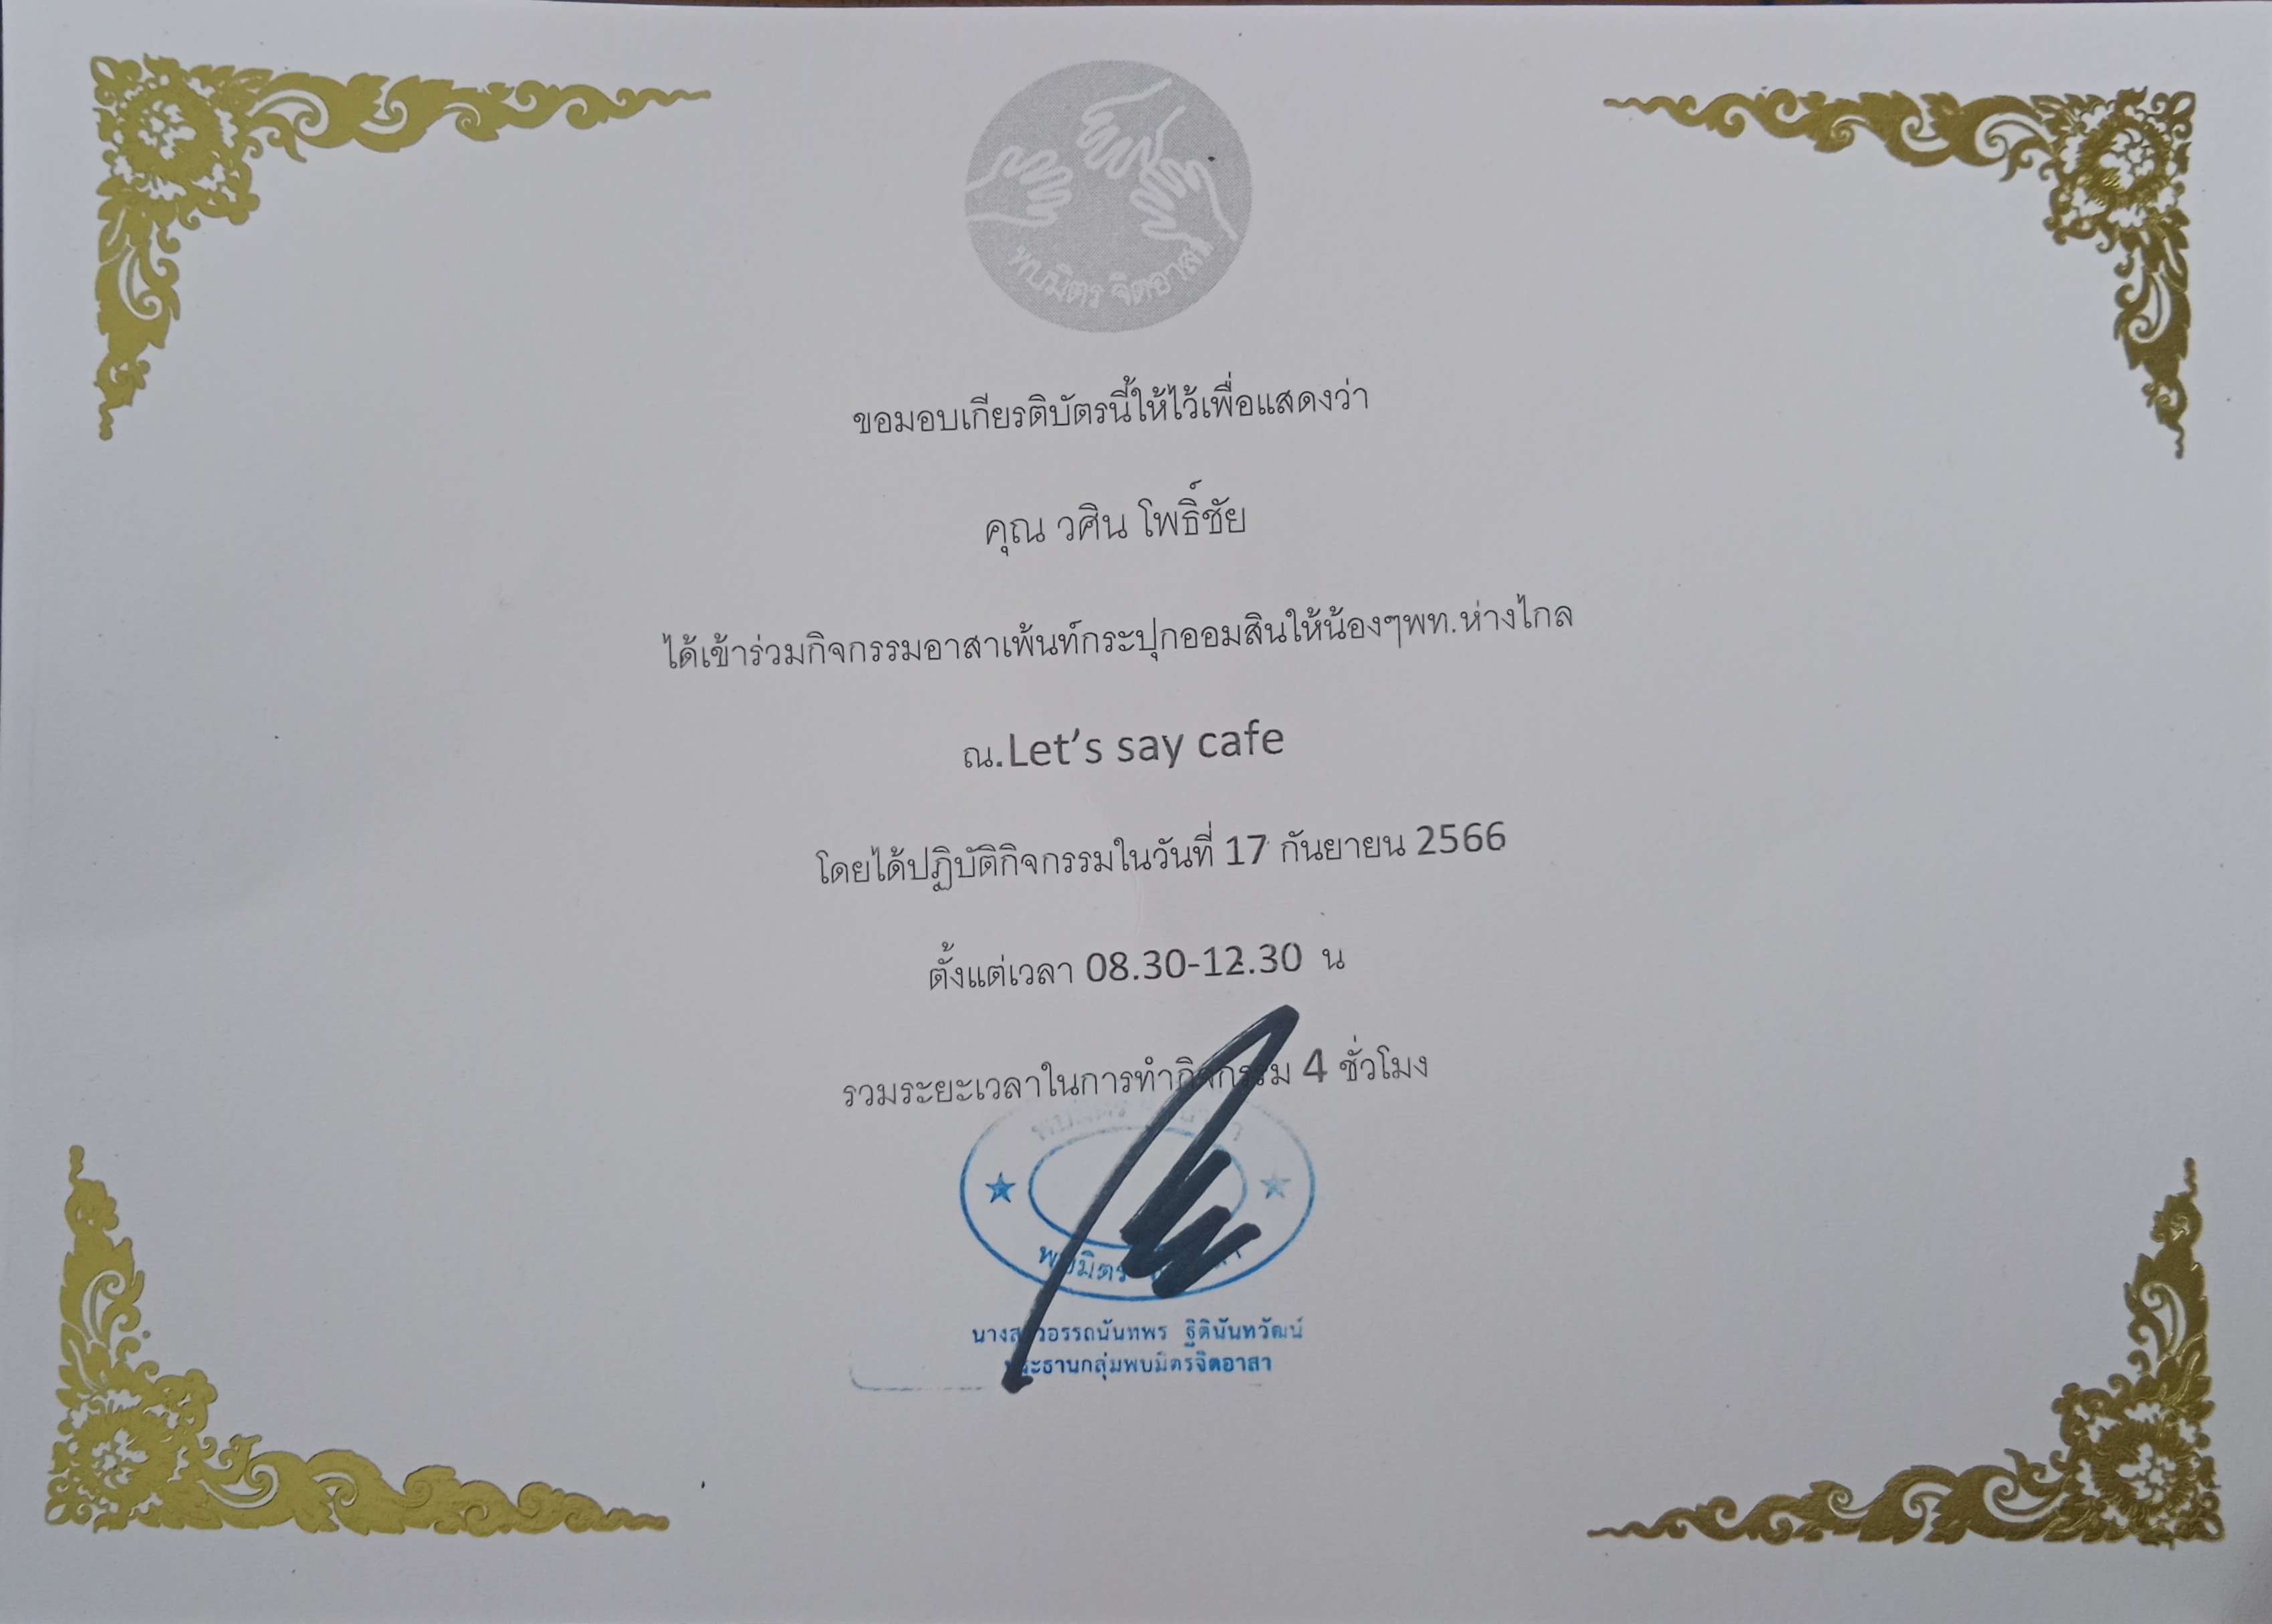 พบมิตร จิตอาสา
ขอมอบเกียรติบัตรนี้ให้ไว้เพื่อแสดงว่า
คุณ วศิน โพธิ์ชัย
ได้เข้าร่วมกิจกรรมอาสาเพ้นท์กระปุกออมสินให้น้องๆพท.ห่างไกล
ณ.Let's say cafe
โดยได้ปฏิบัติกิจกรรมในวันที่ 17 กันยายน 2566
ตั้งแต่เวลา 08.30-12.30 น
รวมระยะเวลาในการทำกิจกรรม 4 ชั่วโมง
พบมิตร
นางสาวอรรถนันทพร ฐิตินันทวัฒน์
ประธานกลุ่มพบมิตรจิตอาสา